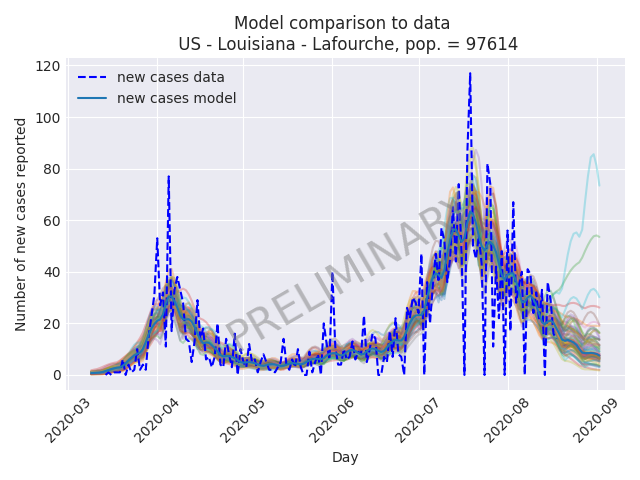 Model comparison to data
US - Louisiana - Lafourche, pop. = 97614
new cases data
new cases model
PRELIMINARY
Number of new cases reported
120
100
80
60
40
20
0
2020-03
2020-04
2020-05
2020-06
2020-07
2020-08
2020-09
Day